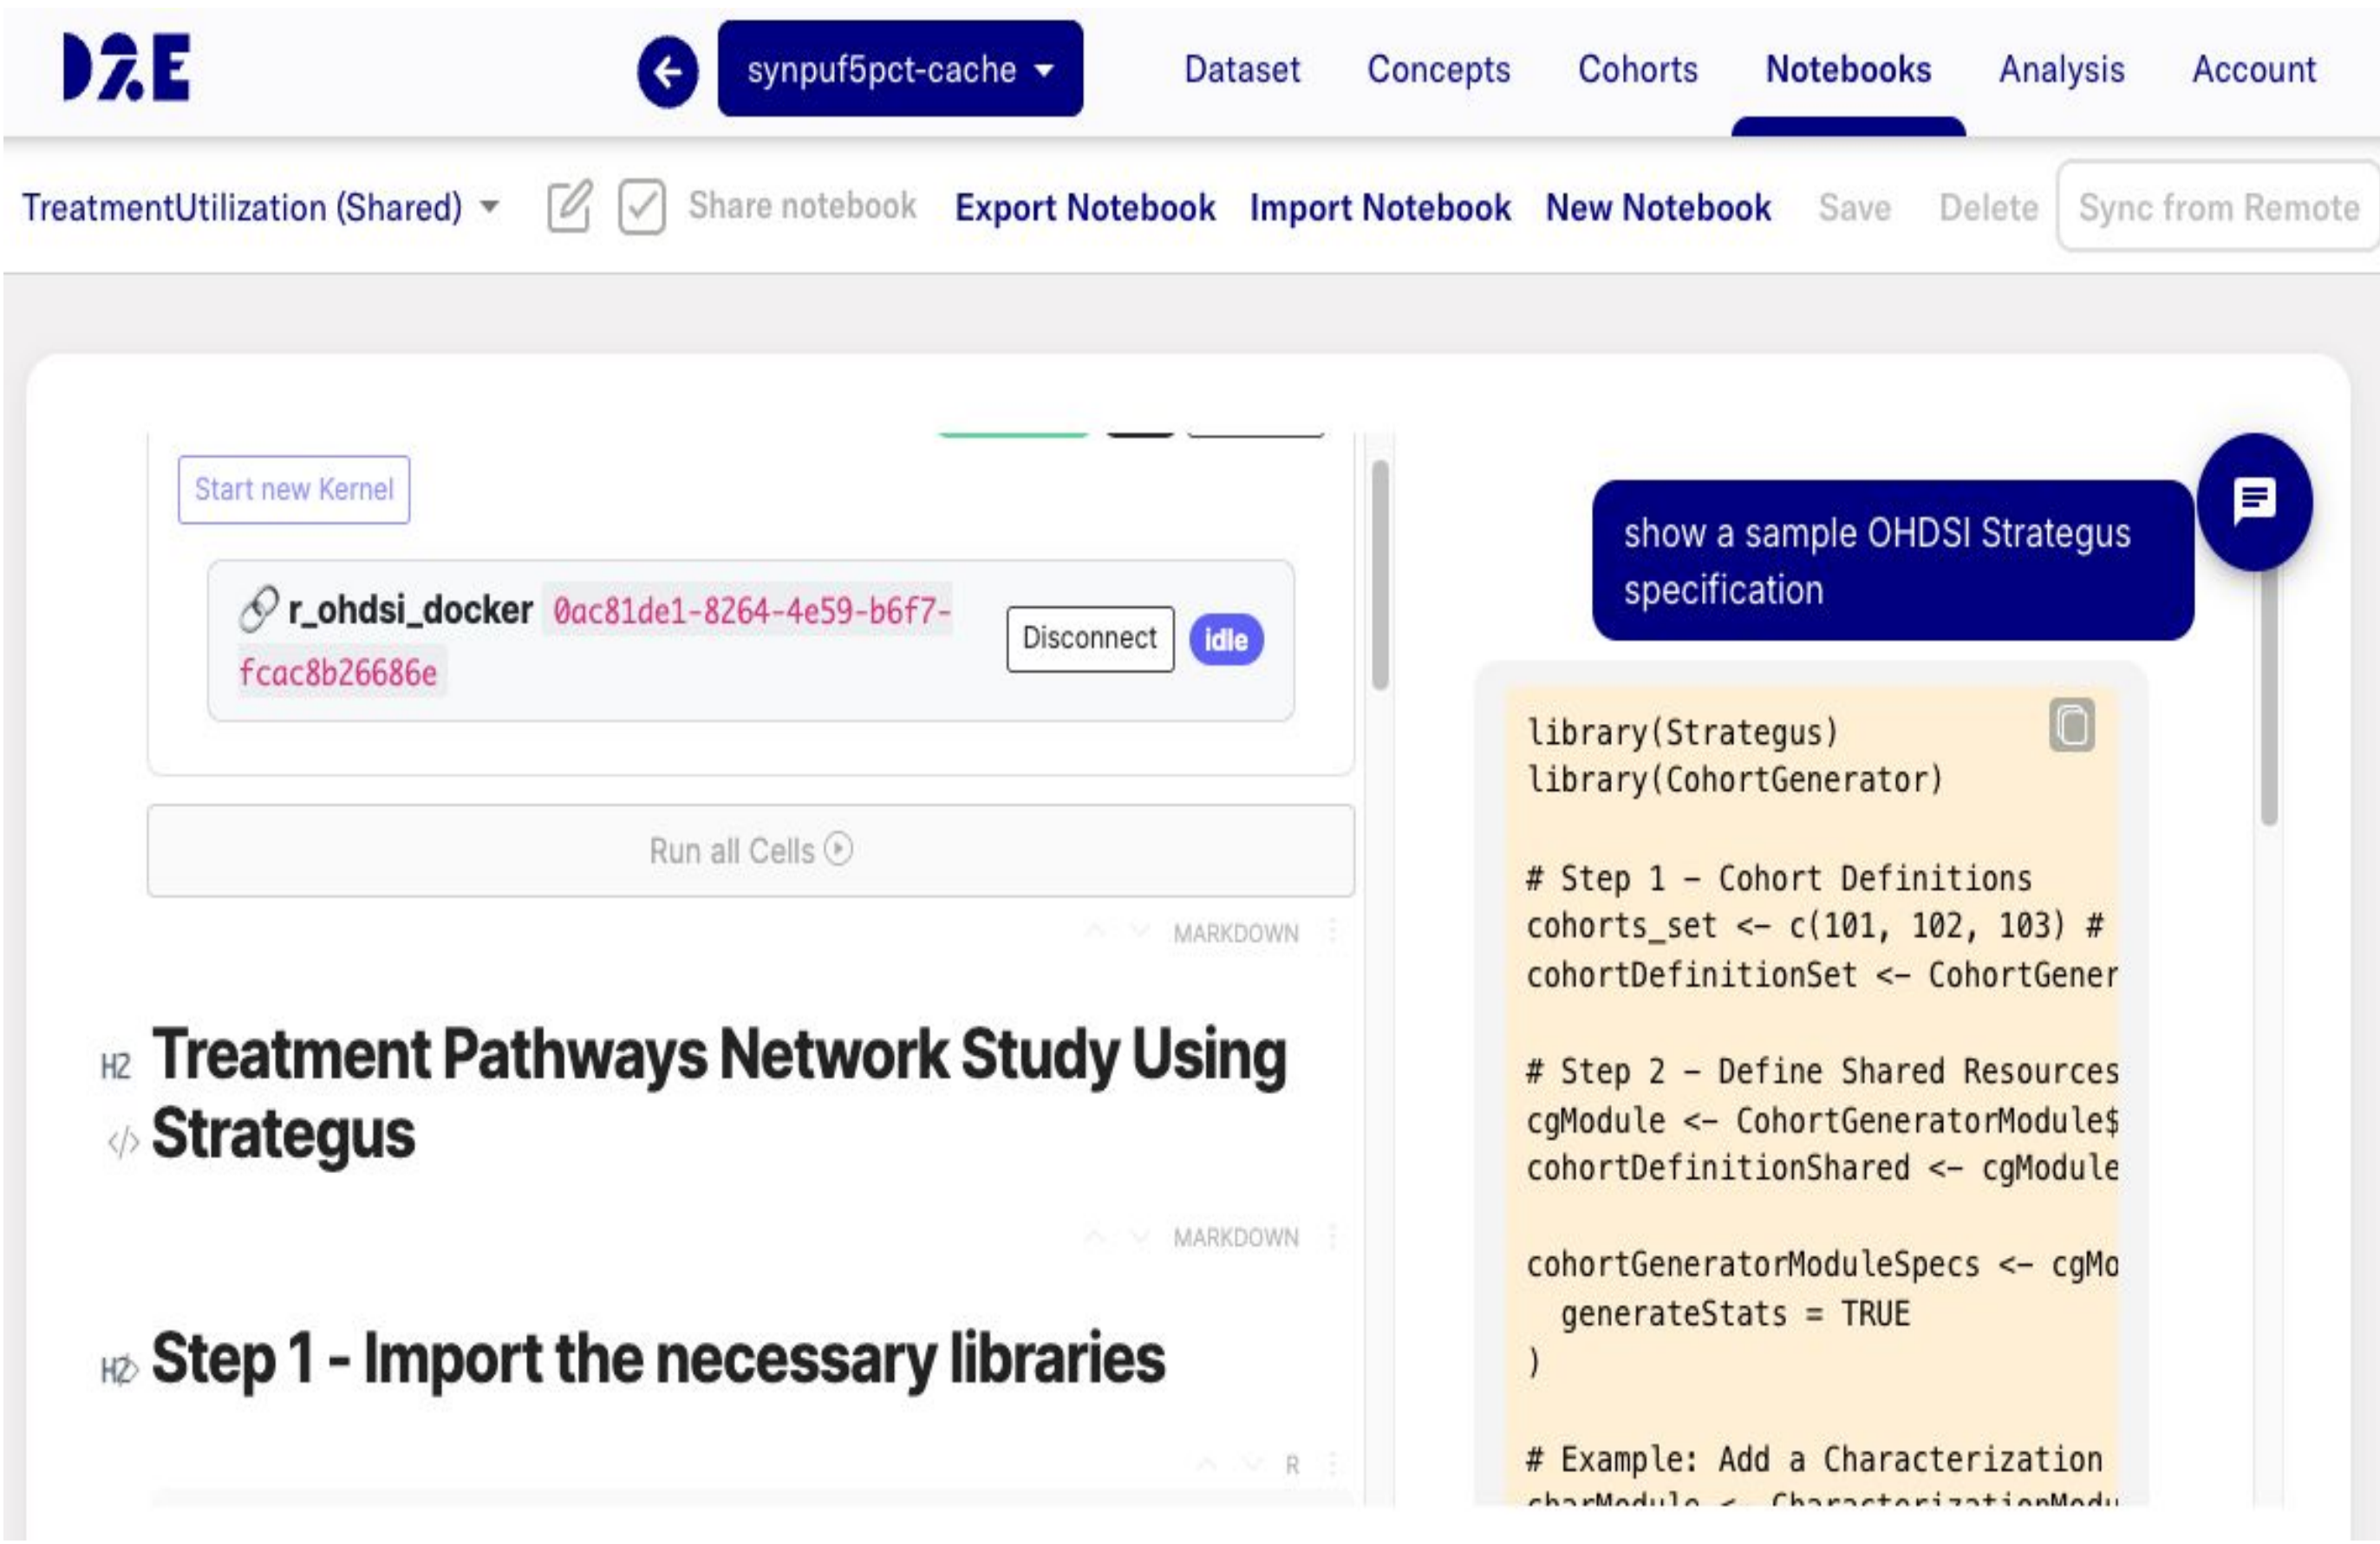 D2E
synpuf5pct-cache
Dataset
Concepts
Cohorts
Notebooks
Analysis
Account
TreatmentUtilization (Shared)
Share notebook
Export Notebook
Import Notebook
New Notebook
Save
Delete
Sync from Remote
Start new Kernel
r_ohdsi_docker 0ac81de1-8264-4e59-b6f7-
fcac8b26686e
Disconnect
idle
Run all Cells
MARKDOWN
H2 Treatment Pathways Network Study Using
</> Strategus
MARKDOWN
H2 Step 1 - Import the necessary libraries
R
show a sample OHDSI Strategus
specification
library(Strategus)
library(CohortGenerator)
# Step 1 – Cohort Definitions
cohorts_set <– c(101, 102, 103) #
cohortDefinitionSet <– CohortGener
# Step 2 – Define Shared Resources
cgModule <– CohortGeneratorModule$
cohortDefinitionShared <– cgModule
cohortGeneratorModuleSpecs <– cgMo
generateStats = TRUE
)
# Example: Add a Characterization
charModule <– CharacterizationModu